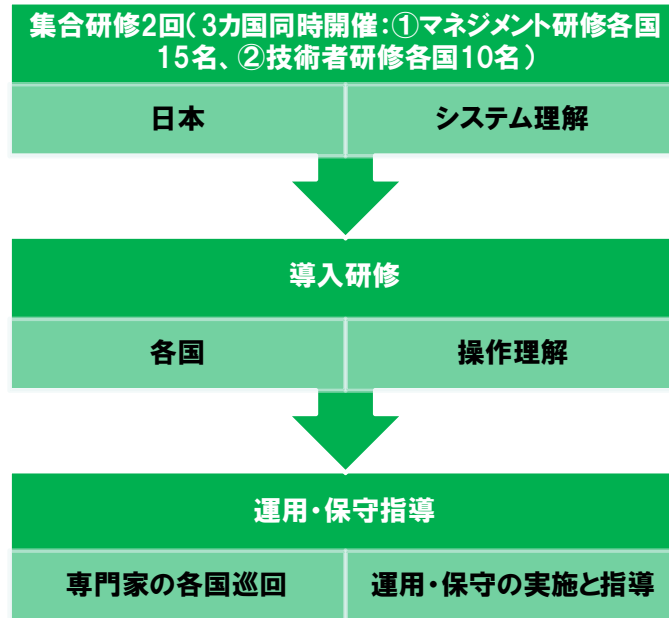 集合研修2回（3カ国同時開催：①マネジメント研修各国
15名、②技術者研修各国10名）
日本
システム理解
導入研修
各国
操作理解
運用・保守指導
専門家の各国巡回
運用・保守の実施と指導